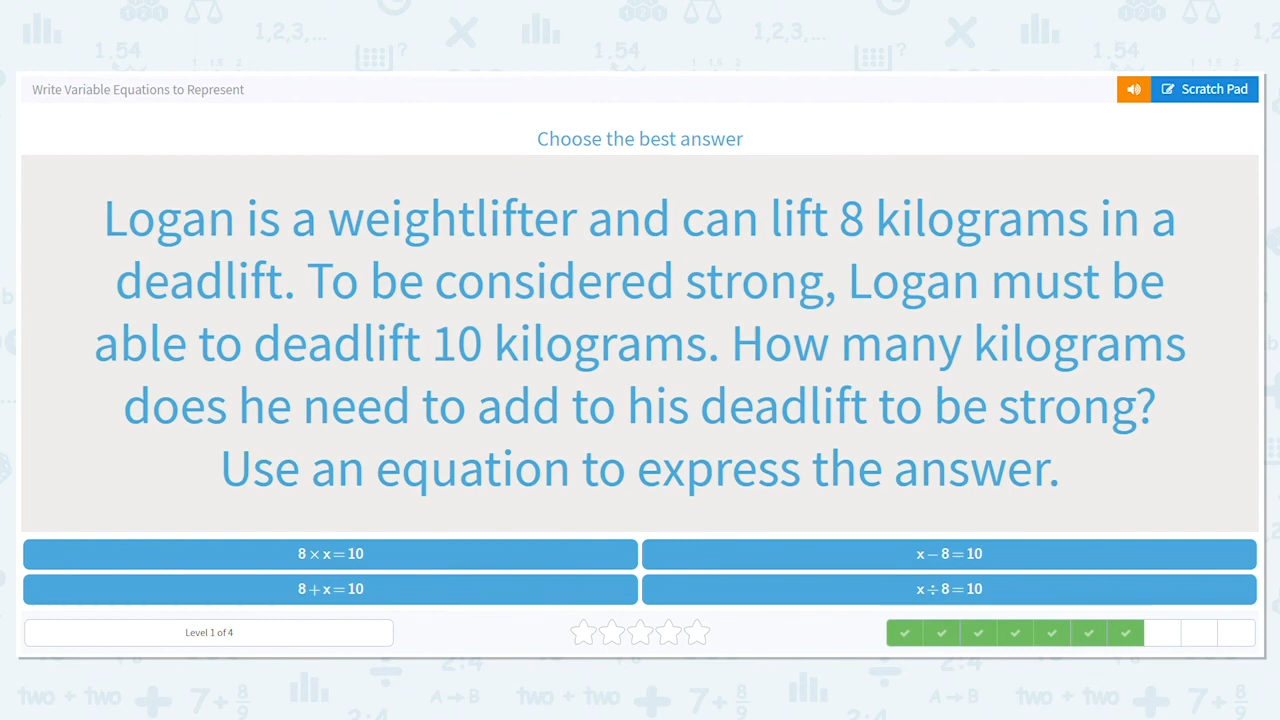 Write Variable Equations to Represent
Scratch Pad
Choose the best answer
Logan is a weightlifter and can lift 8 kilograms in a
deadlift. To be considered strong, Logan must be
able to deadlift 10 kilograms. How many kilograms
does he need to add to his deadlift to be strong?
Use an equation to express the answer.
8 × x = 10
x − 8 = 10
8 + x = 10
x ÷ 8 = 10
Level 1 of 4